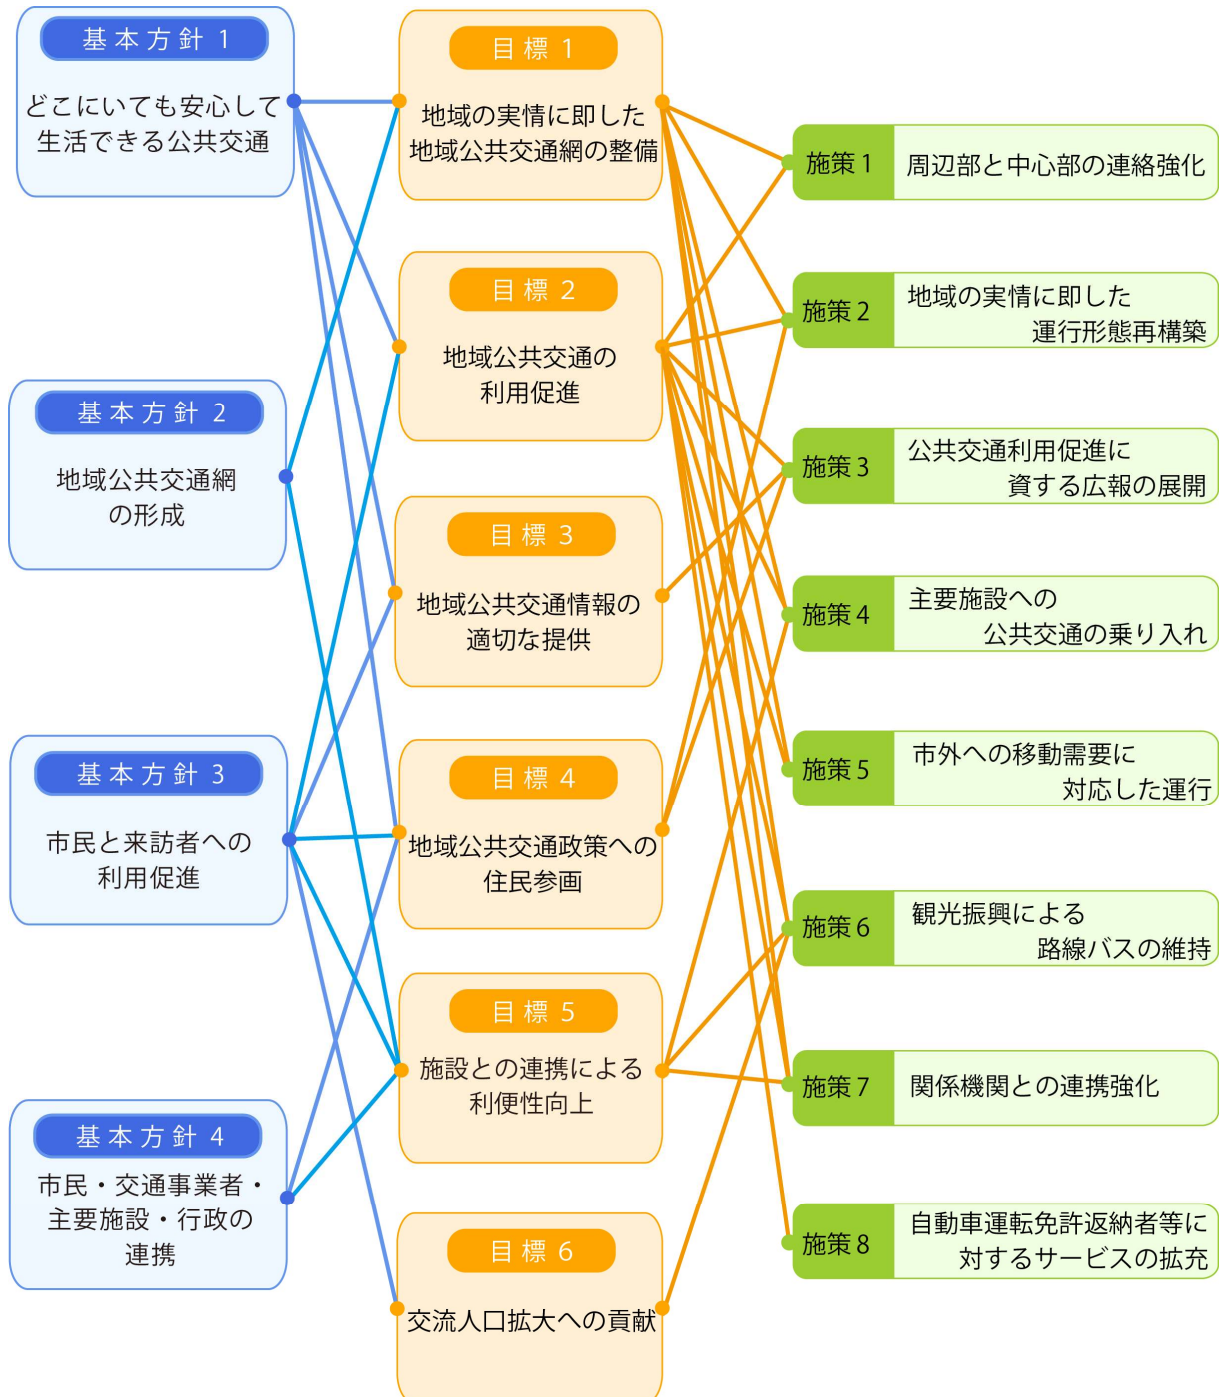 基本方針 1
どこにいても安心して
生活できる公共交通
基本方針 2
地域公共交通網
の形成
基本方針 3
市民と来訪者への
利用促進
基本方針 4
市民・交通事業者・
主要施設・行政の
連携
目標 1
地域の実情に即した
地域公共交通網の整備
目標 2
地域公共交通の
利用促進
目標 3
地域公共交通情報の
適切な提供
目標 4
地域公共交通政策への
住民参画
目標 5
施設との連携による
利便性向上
目標 6
交流人口拡大への貢献
施策1 周辺部と中心部の連絡強化
施策2 地域の実情に即した
運行形態再構築
施策3 公共交通利用促進に
資する広報の展開
施策4 主要施設への
公共交通の乗り入れ
施策5 市外への移動需要に
対応した運行
施策6 観光振興による
路線バスの維持
施策7 関係機関との連携強化
施策8 自動車運転免許返納者等に
対するサービスの拡充